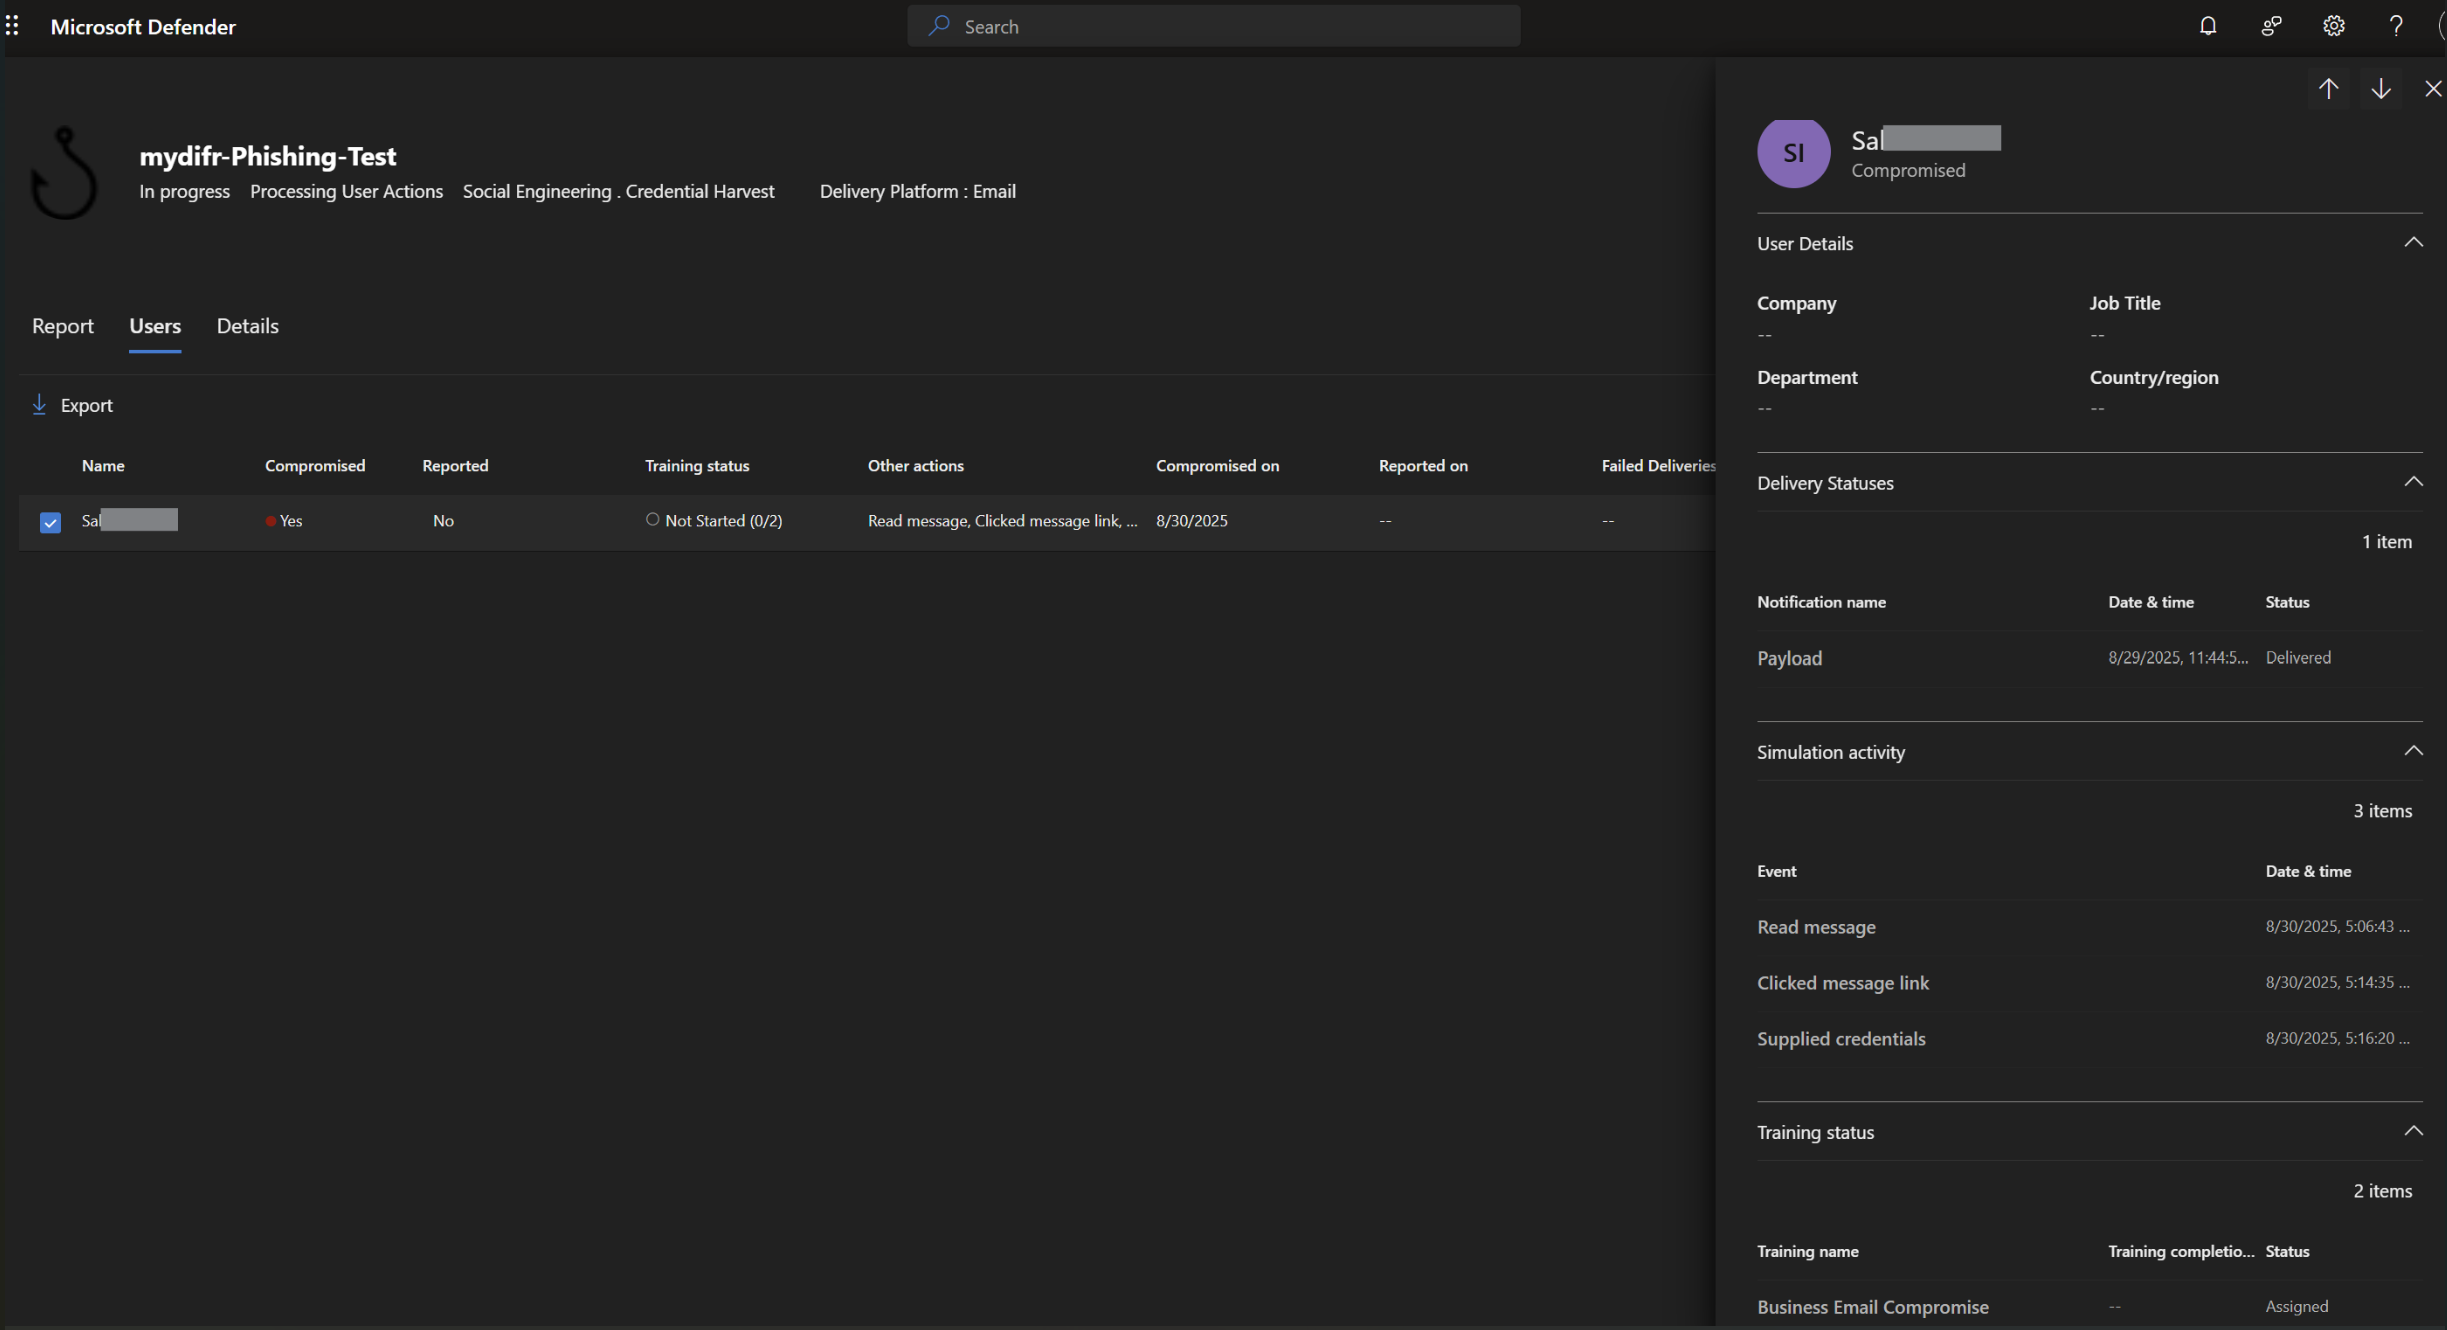 Microsoft Defender
Search
mydifr-Phishing-Test
In progress Processing User Actions Social Engineering . Credential Harvest Delivery Platform : Email
Report Users Details
Export
Name Compromised Reported Training status Other actions Compromised on Reported on Failed Deliveries
Sal Yes No Not Started (0/2) Read message, Clicked message link, ... 8/30/2025 -- --
SI
Sal
Compromised
User Details
Company Job Title
-- --
Department Country/region
-- --
Delivery Statuses
1 item
Notification name Date & time Status
Payload 8/29/2025, 11:44:5... Delivered
Simulation activity
3 items
Event Date & time
Read message 8/30/2025, 5:06:43 ...
Clicked message link 8/30/2025, 5:14:35 ...
Supplied credentials 8/30/2025, 5:16:20 ...
Training status
2 items
Training name Training completio... Status
Business Email Compromise -- Assigned